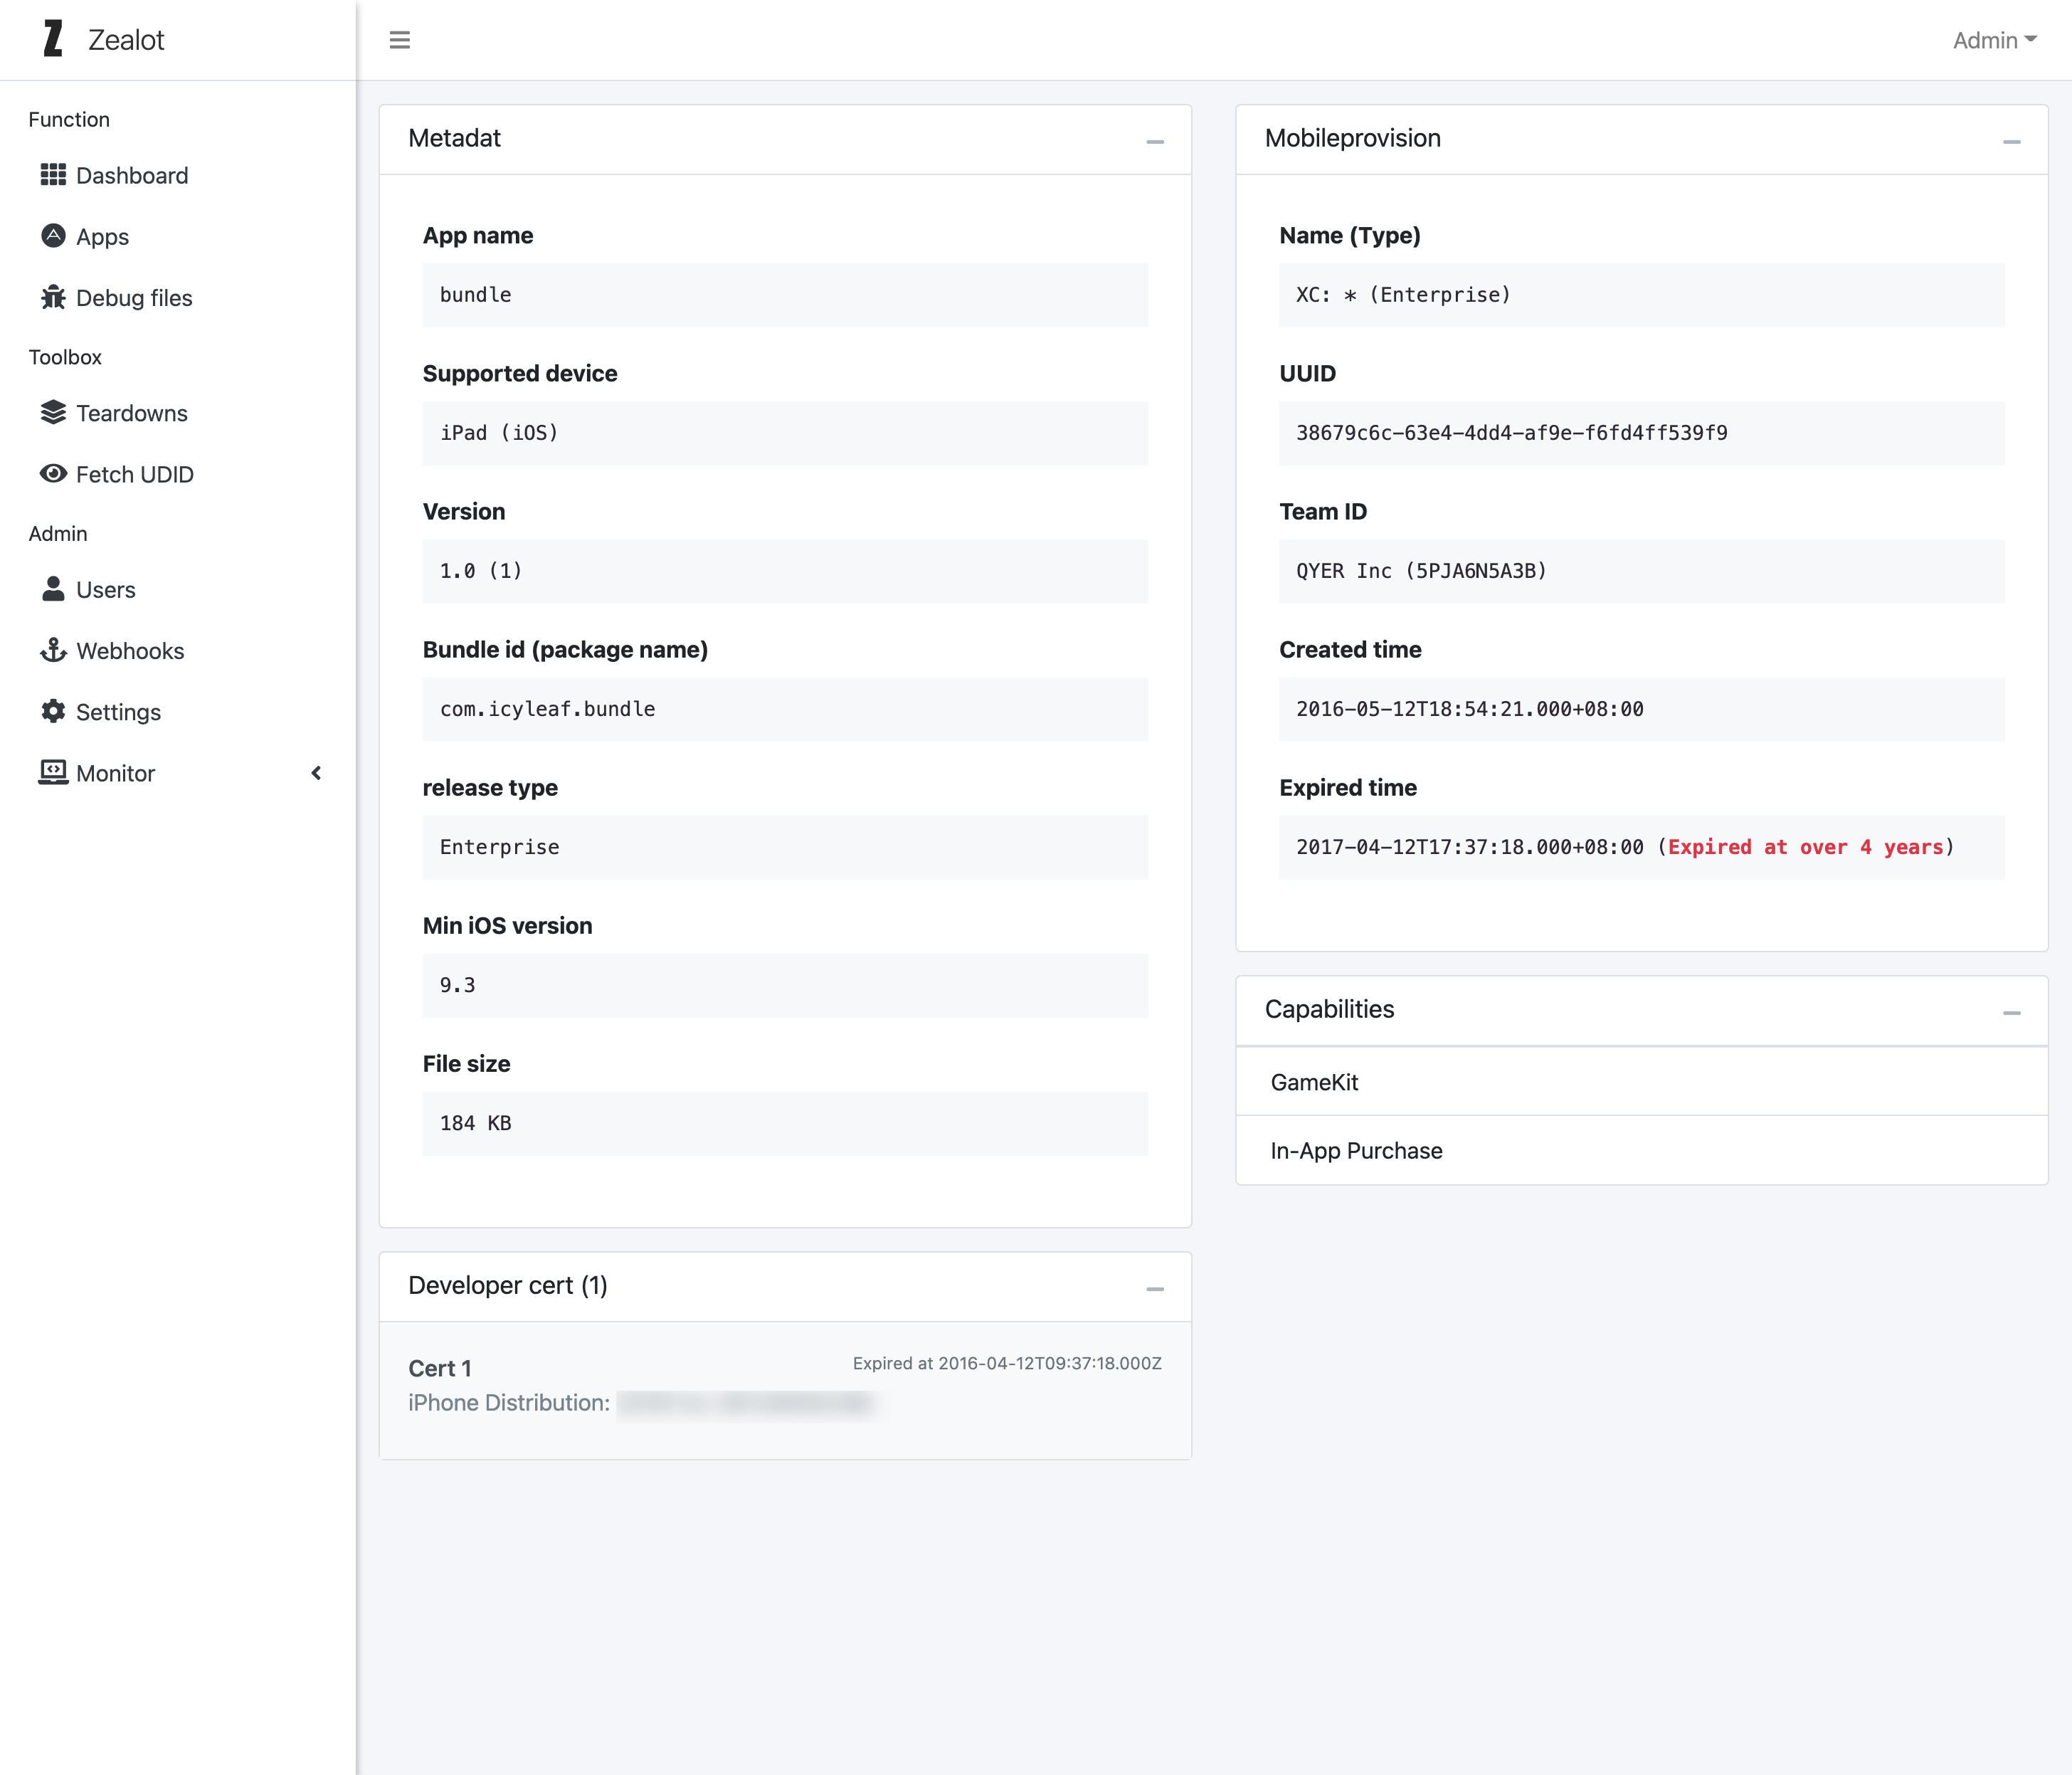 Zealot
Admin
Function
Dashboard
Apps
Debug files
Toolbox
Teardowns
Fetch UDID
Admin
Users
Webhooks
Settings
Monitor
Metadat
App name
bundle
Supported device
iPad (iOS)
Version
1.0 (1)
Bundle id (package name)
com.icyleaf.bundle
release type
Enterprise
Min iOS version
9.3
File size
184 KB
Developer cert (1)
Cert 1
Expired at 2016-04-12T09:37:18.000Z
iPhone Distribution:
Mobileprovision
Name (Type)
XC: * (Enterprise)
UUID
38679c6c-63e4-4dd4-af9e-f6fd4ff539f9
Team ID
QYER Inc (5PJA6N5A3B)
Created time
2016-05-12T18:54:21.000+08:00
Expired time
2017-04-12T17:37:18.000+08:00 (Expired at over 4 years)
Capabilities
GameKit
In-App Purchase